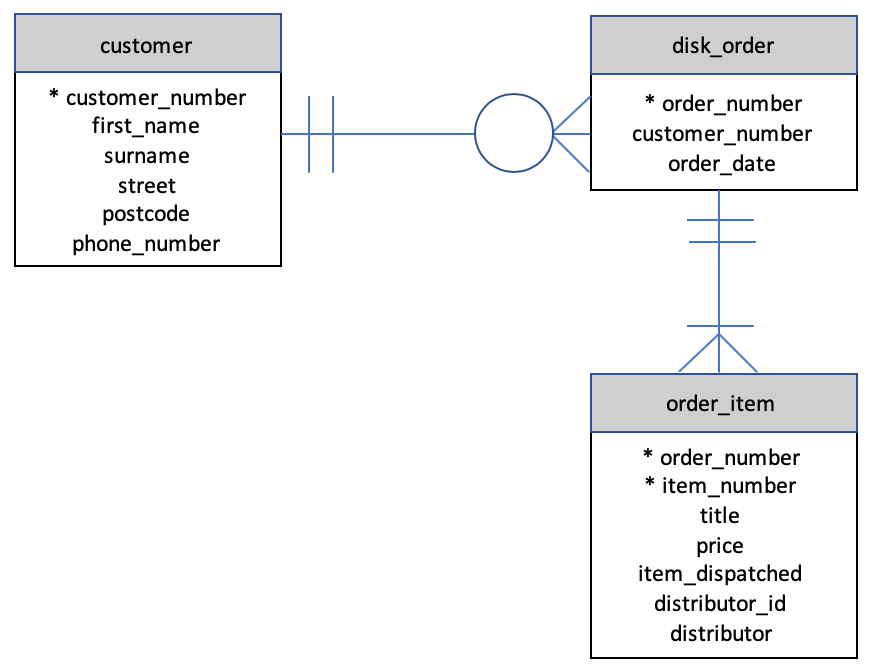 customer
* customer_number
first_name
surname
street
postcode
phone_number
disk_order
* order_number
customer_number
order_date
order_item
* order_number
* item_number
title
price
item_dispatched
distributor_id
distributor